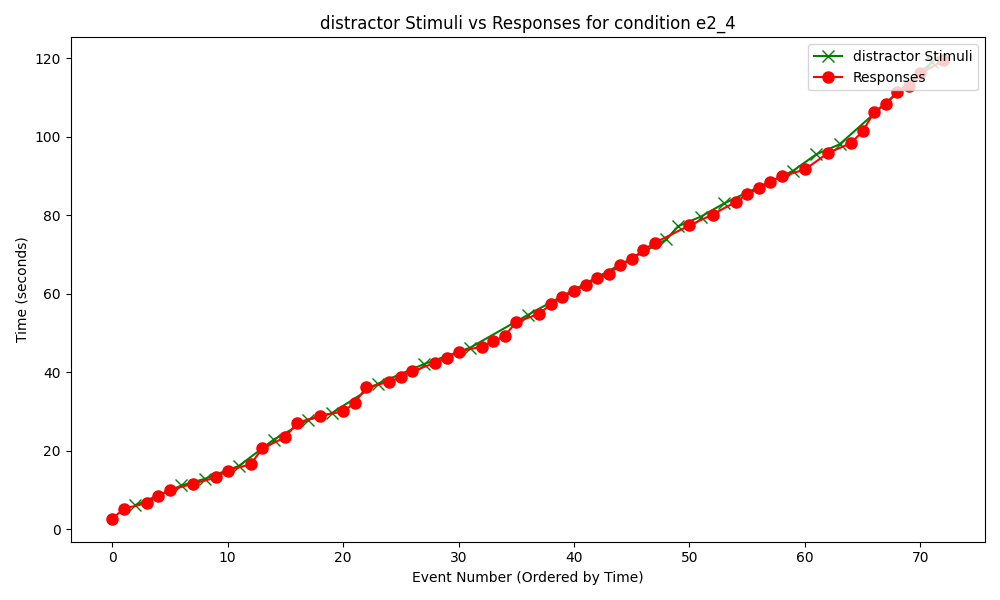 distractor Stimuli vs Responses for condition e2_4
distractor Stimuli
Responses
Time (seconds)
120
100
80
60
40
20
0
0 10 20 30 40 50 60 70
Event Number (Ordered by Time)